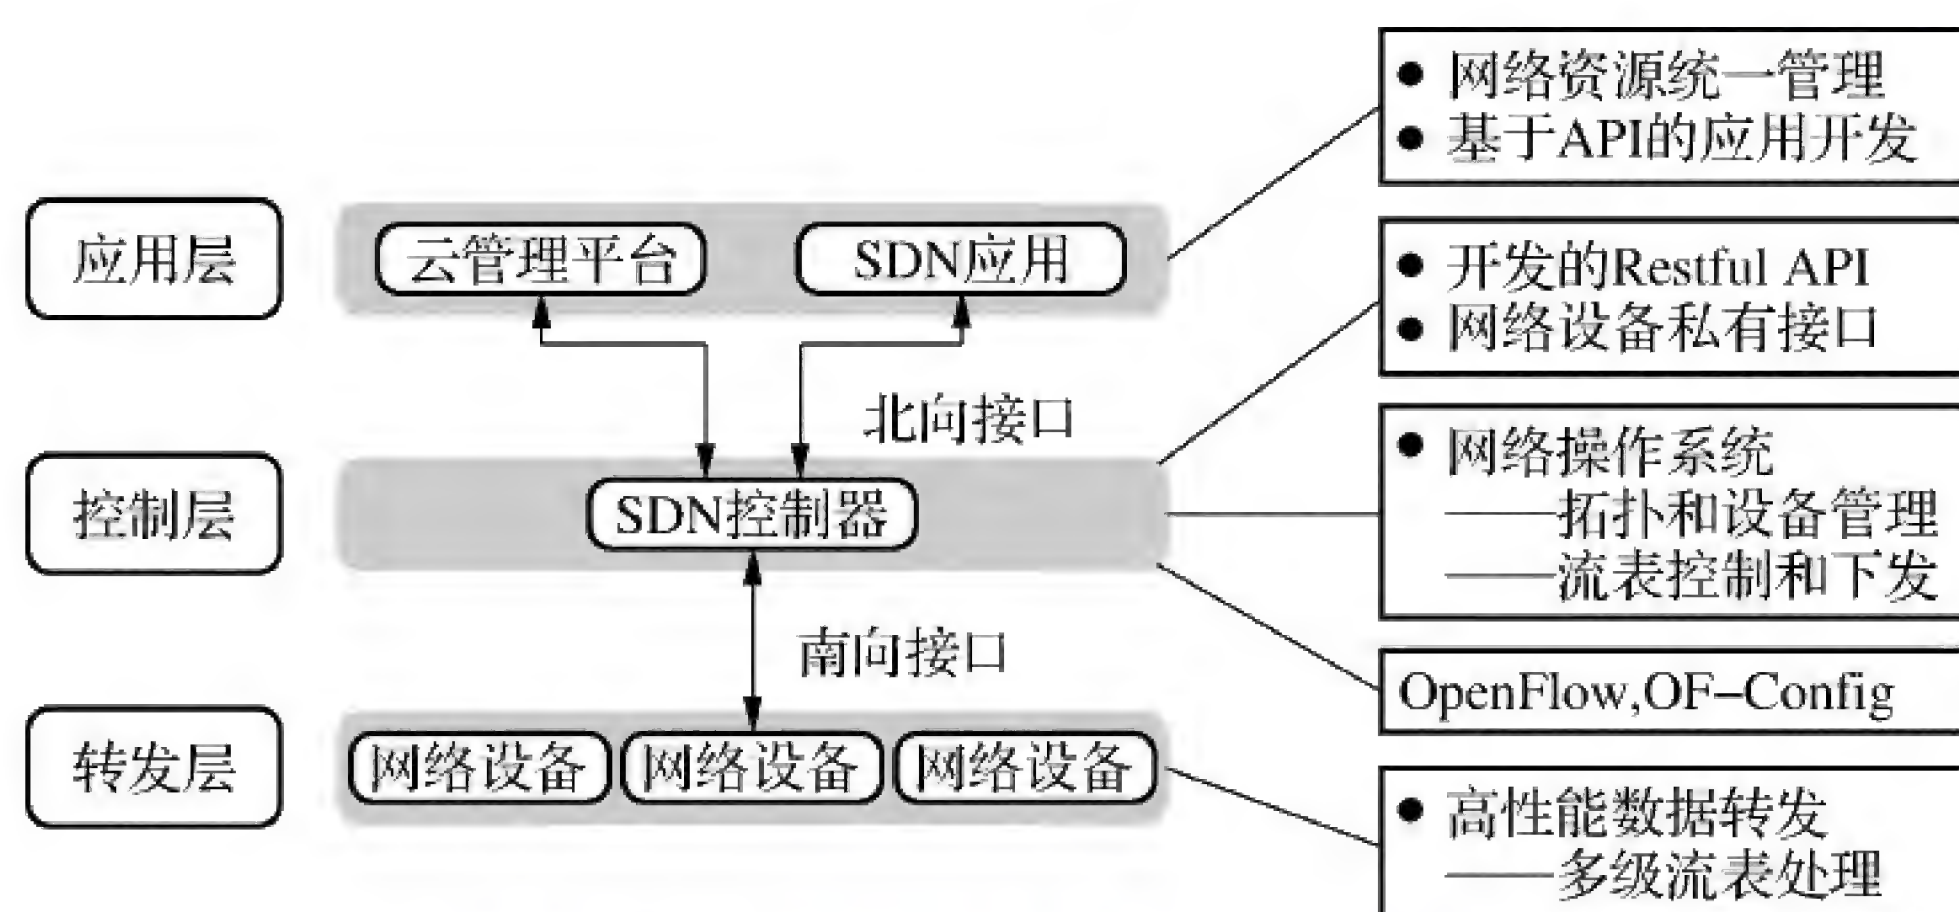 网络资源统一管理
基于API的应用开发
应用层
云管理平台
SDN应用
开发的Restful API
网络设备私有接口
北向接口
控制层
SDN控制器
网络操作系统
——拓扑和设备管理
——流表控制和下发
南向接口
OpenFlow,OF-Config
转发层
网络设备
网络设备
网络设备
高性能数据转发
——多级流表处理